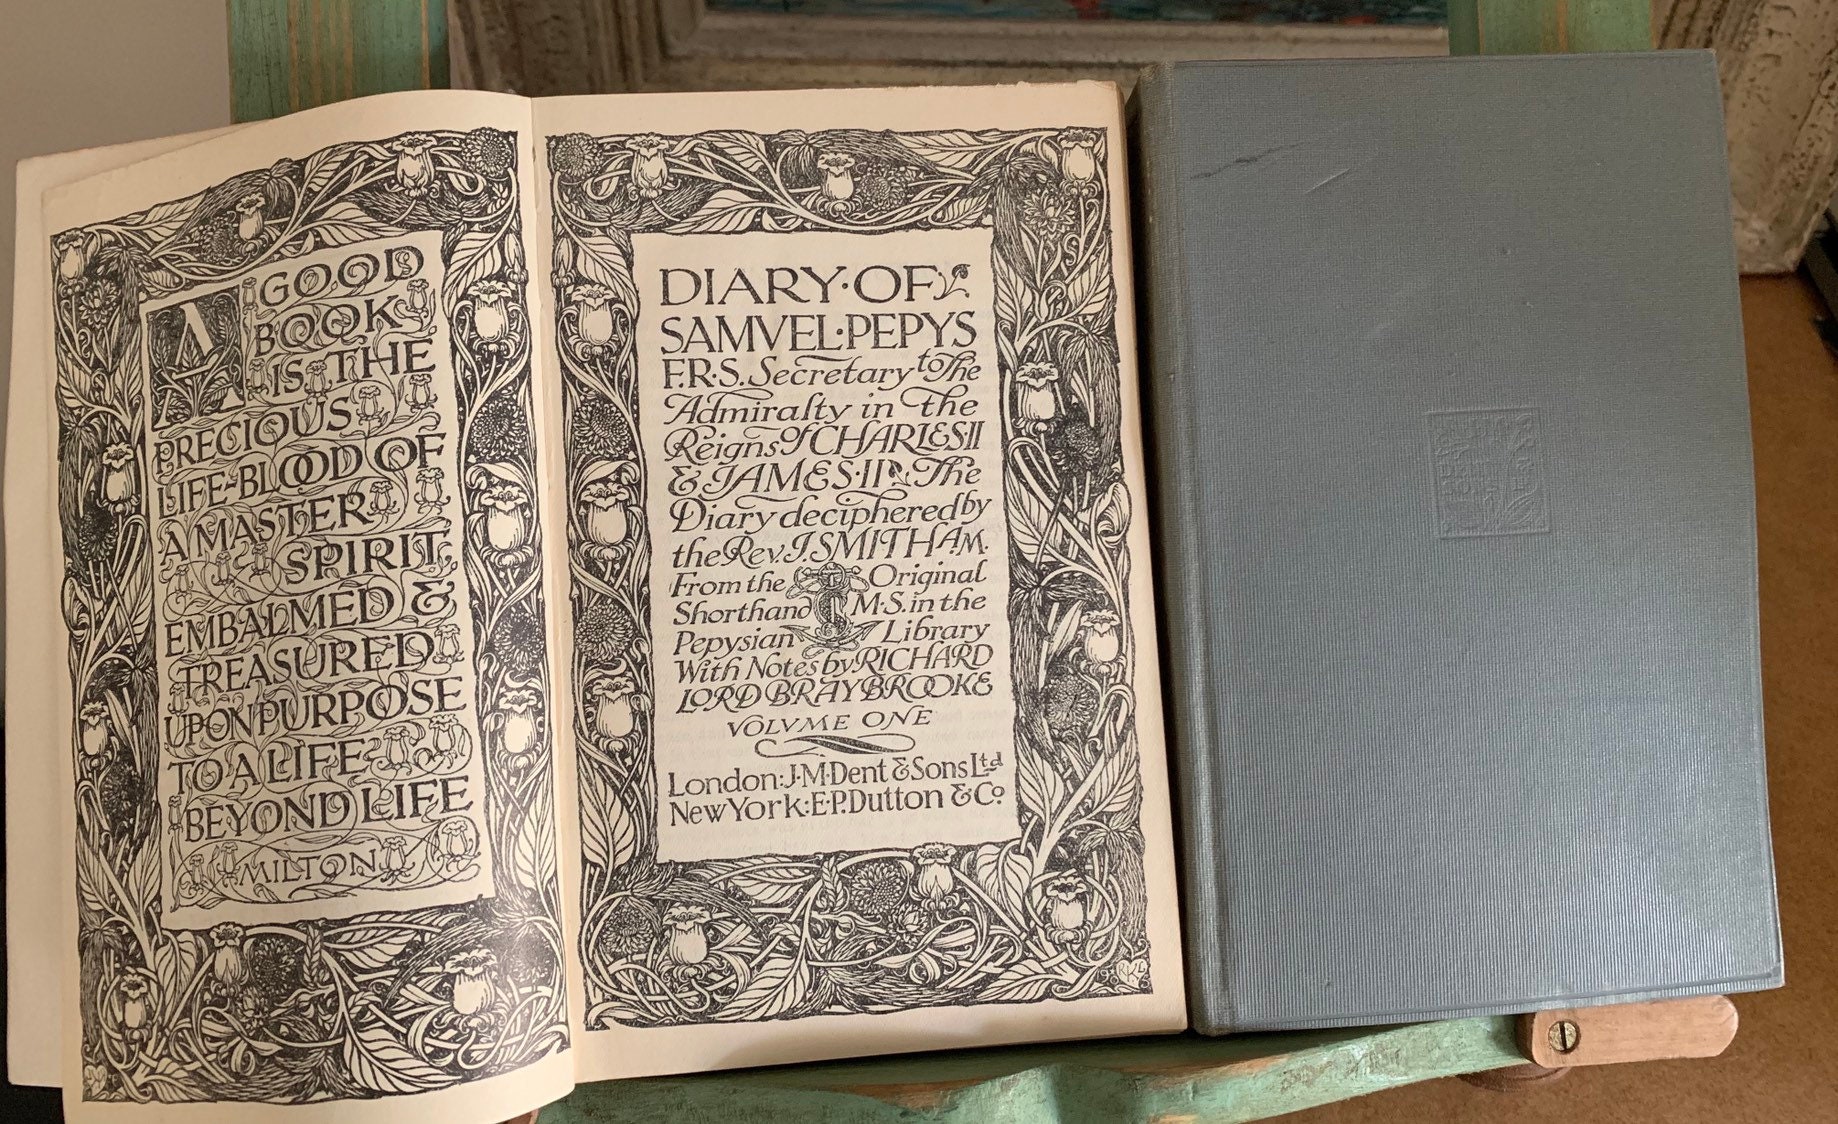 A GOOD
BOOK
IS THE
PRECIOUS
LIFE-BLOOD OF
A MASTER
SPIRIT,
EMBALMED &
TREASURED
UPON PURPOSE
TO A LIFE
BEYOND LIFE
MILTON
DIARY·OF
SAMVEL·PEPYS
F.R.S. Secretary to The
Admiralty in the
Reigns of CHARLES·II
& JAMES·II The
Diary deciphered by
the Rev. J. SMITH A.M.
From the Original
Shorthand M·S. in the
Pepysian Library
With Notes by RICHARD
LORD BRAYBROOKE
VOLVME ONE
London: J·M·Dent & Sons Ltd
New York: E·P. Dutton & Co
RLK
DENT
SONS